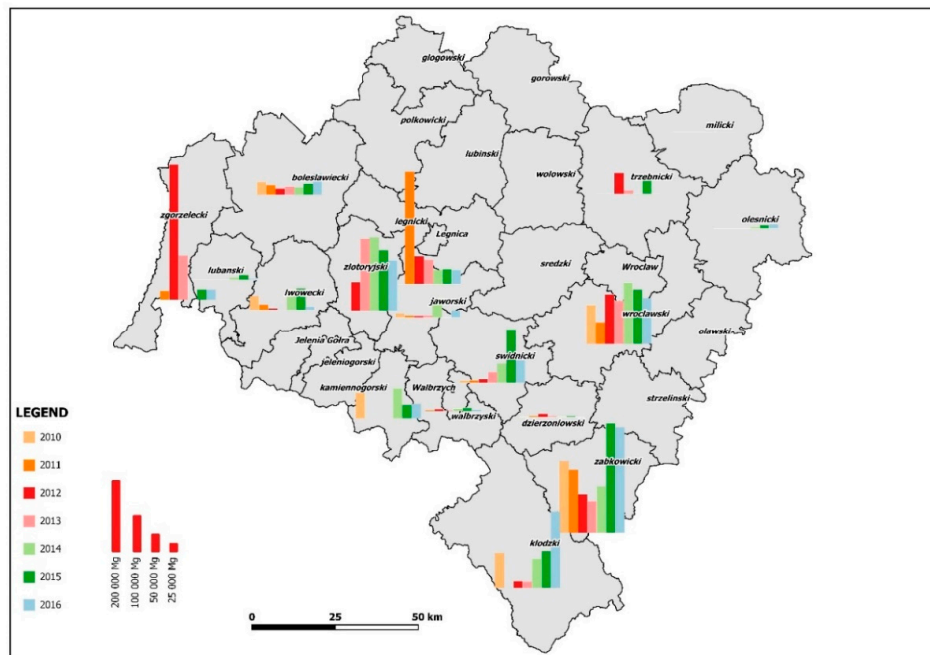 glogowski
gorowski
polkowicki
milicki
lubinski
boleslawiecki
wolowski
trzebnicki
zgorzelecki
legnicki
olesnicki
Legnica
lubanski
zlotoryjski
sredzki
Wroclaw
lwowecki
jaworski
wroclawski
olawski
Jelenia Gólra
swidnicki
jeleniogorski
kamiennogorski
Walbrzych
strzelinski
walbrzyski
dzierzoniowski
zabkowicki
klodzki
LEGEND
2010
2011
2012
2013
2014
2015
2016
200 000 Mg
100 000 Mg
50 000 Mg
25 000 Mg
0 25 50 km